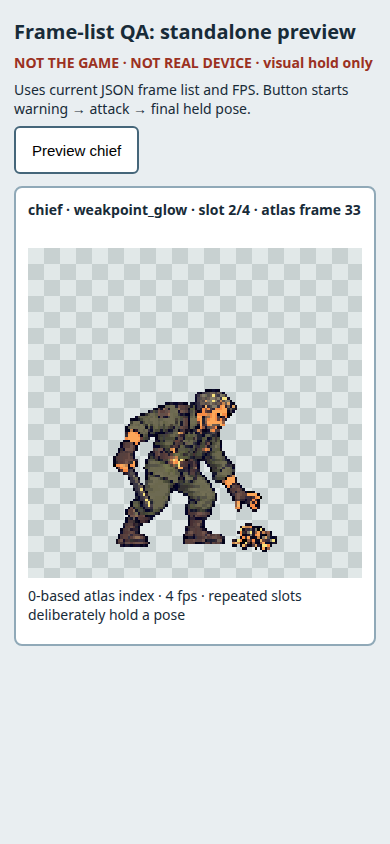 Frame-list QA: standalone preview
NOT THE GAME · NOT REAL DEVICE · visual hold only
Uses current JSON frame list and FPS. Button starts
warning → attack → final held pose.
Preview chief
chief · weakpoint_glow · slot 2/4 · atlas frame 33
0-based atlas index · 4 fps · repeated slots
deliberately hold a pose